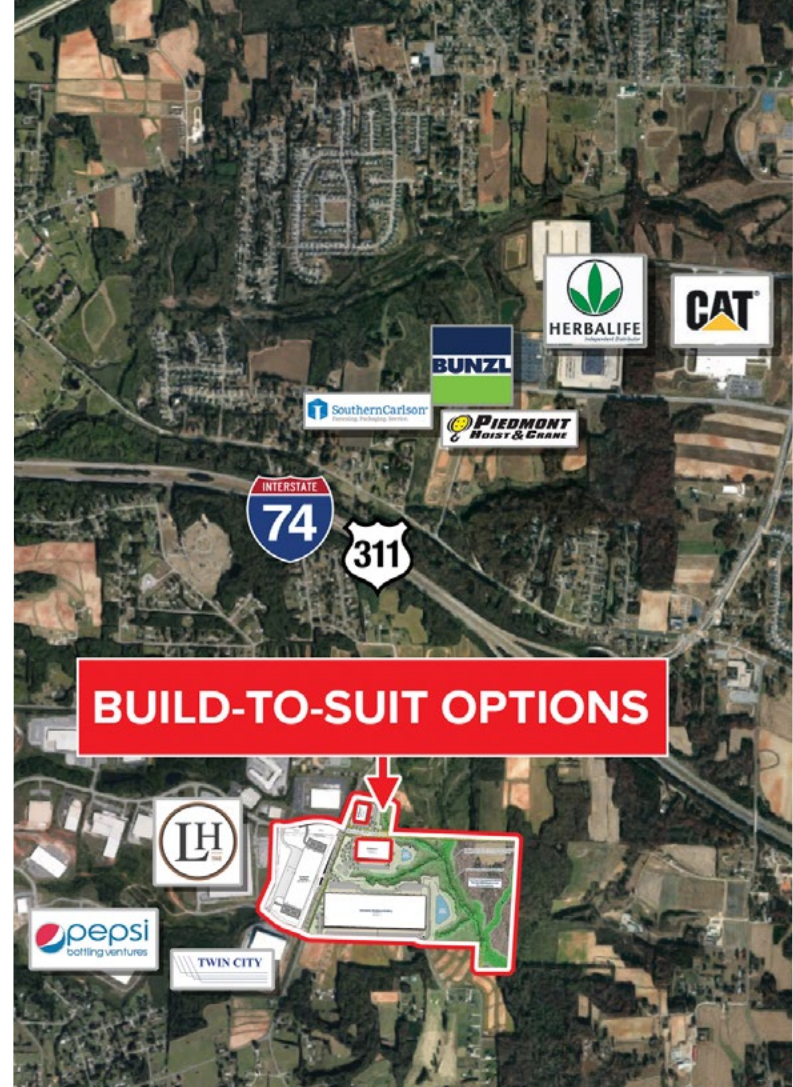 HERBALIFE
Independent Distributor
CAT
BUNZL
SouthernCarlson
Fastening. Packaging. Service.
PIEDMONT
HOIST & CRANE
INTERSTATE
74
311
BUILD-TO-SUIT OPTIONS
LH
pepsi
bottling ventures
TWIN CITY